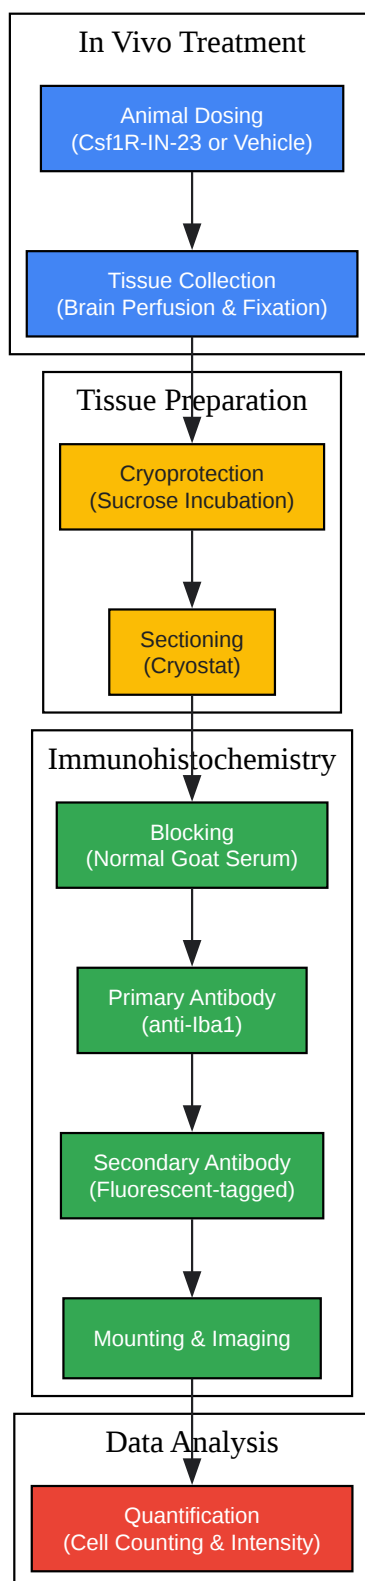 In Vivo Treatment
Animal Dosing
(Csf1R-IN-23 or Vehicle)
Tissue Collection
(Brain Perfusion & Fixation)
Tissue Preparation
Cryoprotection
(Sucrose Incubation)
Sectioning
(Cryostat)
Immunohistochemistry
Blocking
(Normal Goat Serum)
Primary Antibody
(anti-Iba1)
Secondary Antibody
(Fluorescent-tagged)
Mounting & Imaging
Data Analysis
Quantification
(Cell Counting & Intensity)